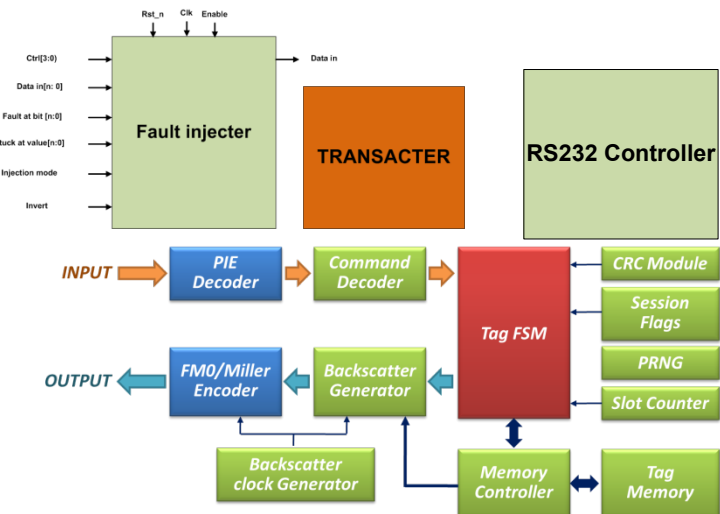 Rst_n
Clk
Enable
Ctrl[3:0)
Data in[n: 0]
Fault at bit [n:0]
tuck at value[n:0]
Injection mode
Invert
Fault injecter
Data in
TRANSACTER
RS232 Controller
INPUT
PIE
Decoder
Command
Decoder
Tag FSM
CRC Module
Session
Flags
PRNG
Slot Counter
OUTPUT
FM0/Miller
Encoder
Backscatter
Generator
Backscatter
clock Generator
Memory
Controller
Tag
Memory